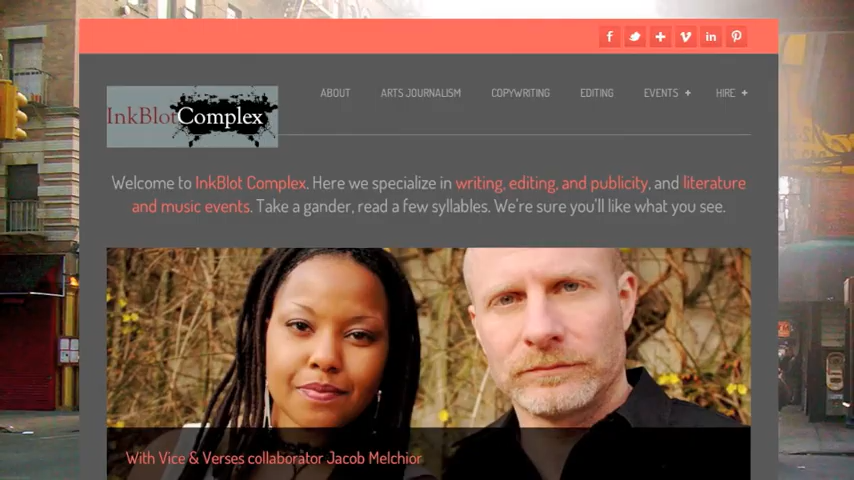 InkBlotComplex
ABOUT
ARTS JOURNALISM
COPYWRITING
EDITING
EVENTS +
HIRE +
Welcome to InkBlot Complex. Here we specialize in writing, editing, and publicity, and literature
and music events. Take a gander, read a few syllables. We're sure you'll like what you see.
With Vice & Verses collaborator Jacob Melchior